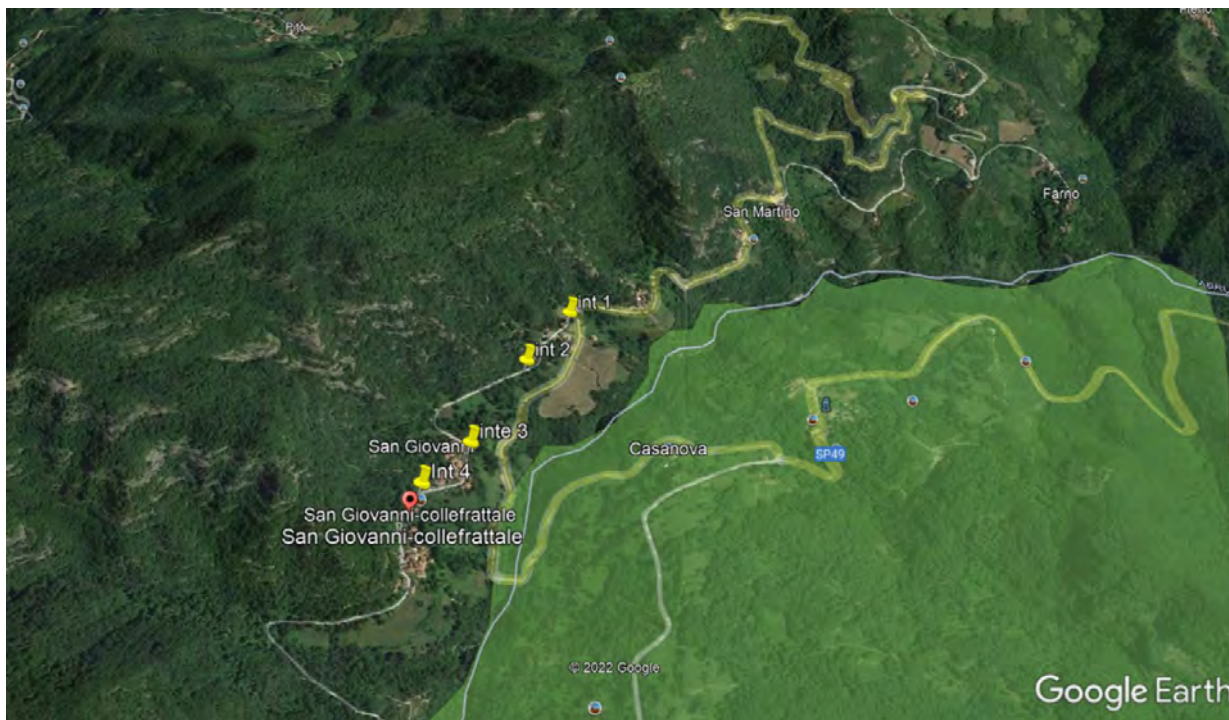 San Martino
Farno
int 1
int 2
inte 3
San Giovanni
Int 4
Casanova
SP49
San Giovanni-collefrattale
San Giovanni-collefrattale
© 2022 Google
Google Earth